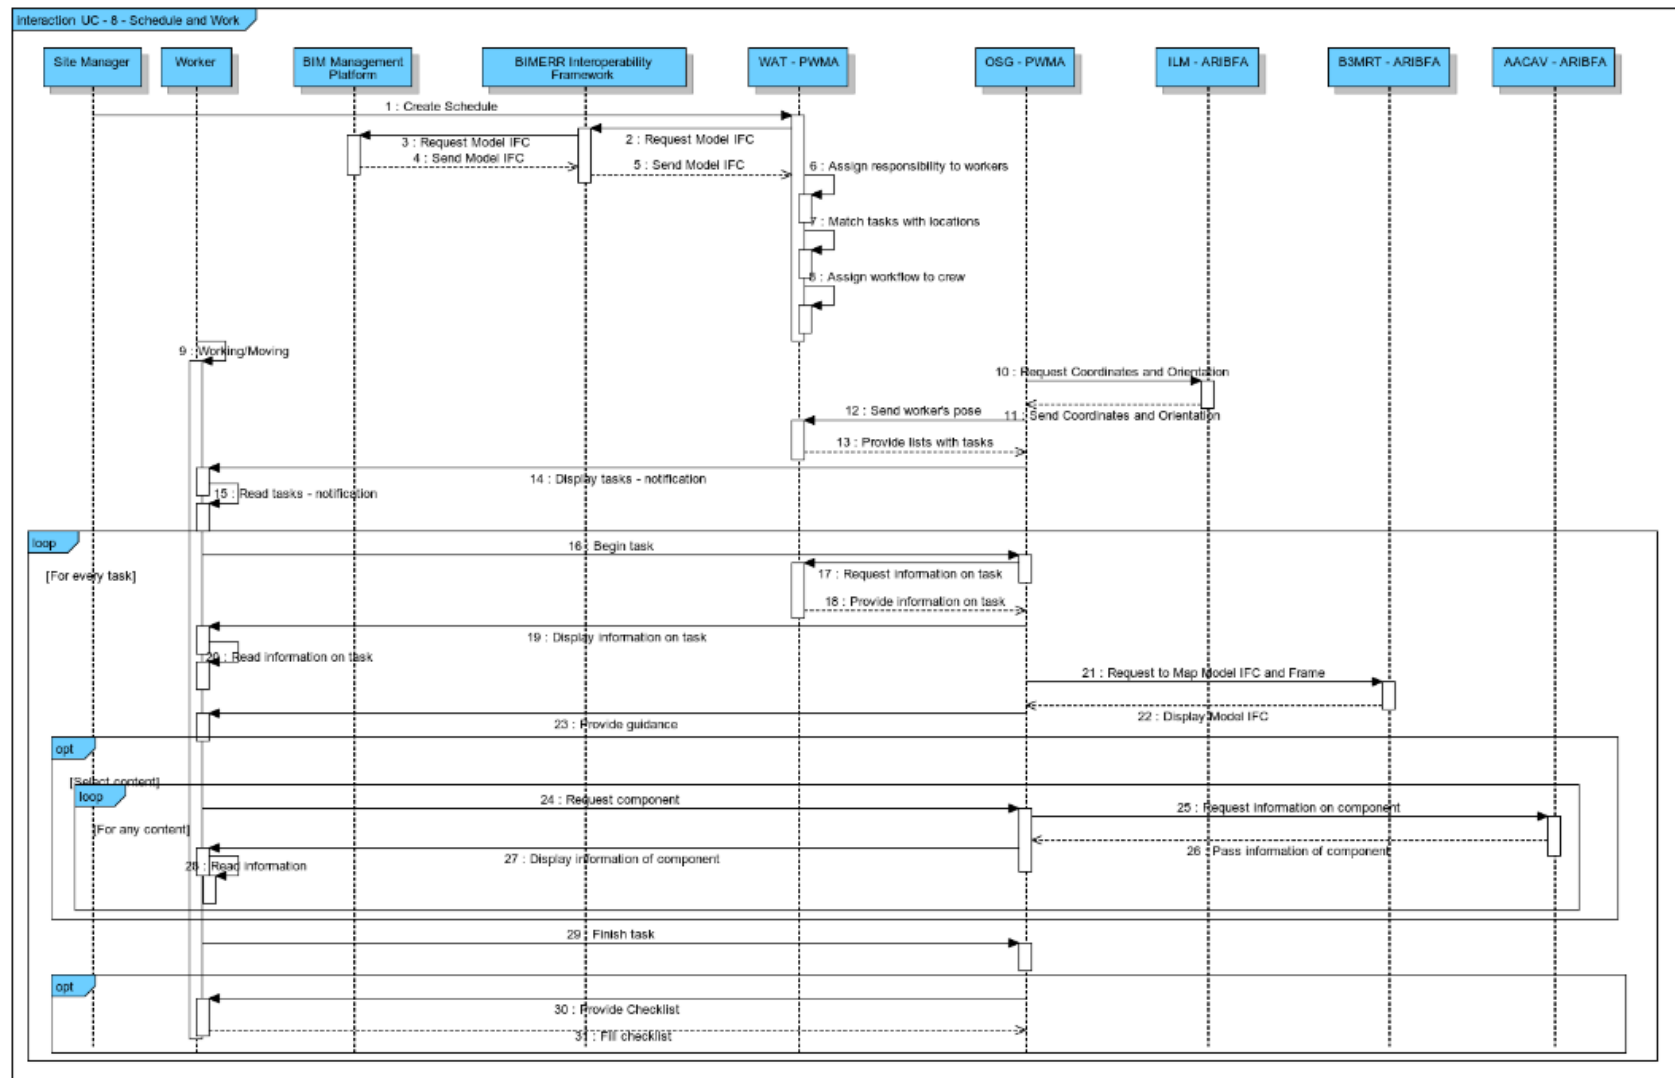 interaction UC - 8 - Schedule and Work
Site Manager
Worker
BIM Management
Platform
BIMERR Interoperability
Framework
WAT - PWMA
OSG - PWMA
ILM - ARIBFA
B3MRT - ARIBFA
AACAV - ARIBFA
1 : Create Schedule
2 : Request Model IFC
3 : Request Model IFC
4 : Send Model IFC
5 : Send Model IFC
6 : Assign responsibility to workers
7 : Match tasks with locations
8 : Assign workflow to crew
9 : Working/Moving
10 : Request Coordinates and Orientation
11 : Send Coordinates and Orientation
12 : Send worker's pose
13 : Provide lists with tasks
14 : Display tasks - notification
15 : Read tasks - notification
loop
[For every task]
16 : Begin task
17 : Request information on task
18 : Provide information on task
19 : Display information on task
20 : Read information on task
21 : Request to Map Model IFC and Frame
22 : Display Model IFC
23 : Provide guidance
opt
[Select content]
loop
[For any content]
24 : Request component
25 : Request information on component
26 : Pass information of component
27 : Display information of component
28 : Read information
29 : Finish task
opt
30 : Provide Checklist
31 : Fill checklist